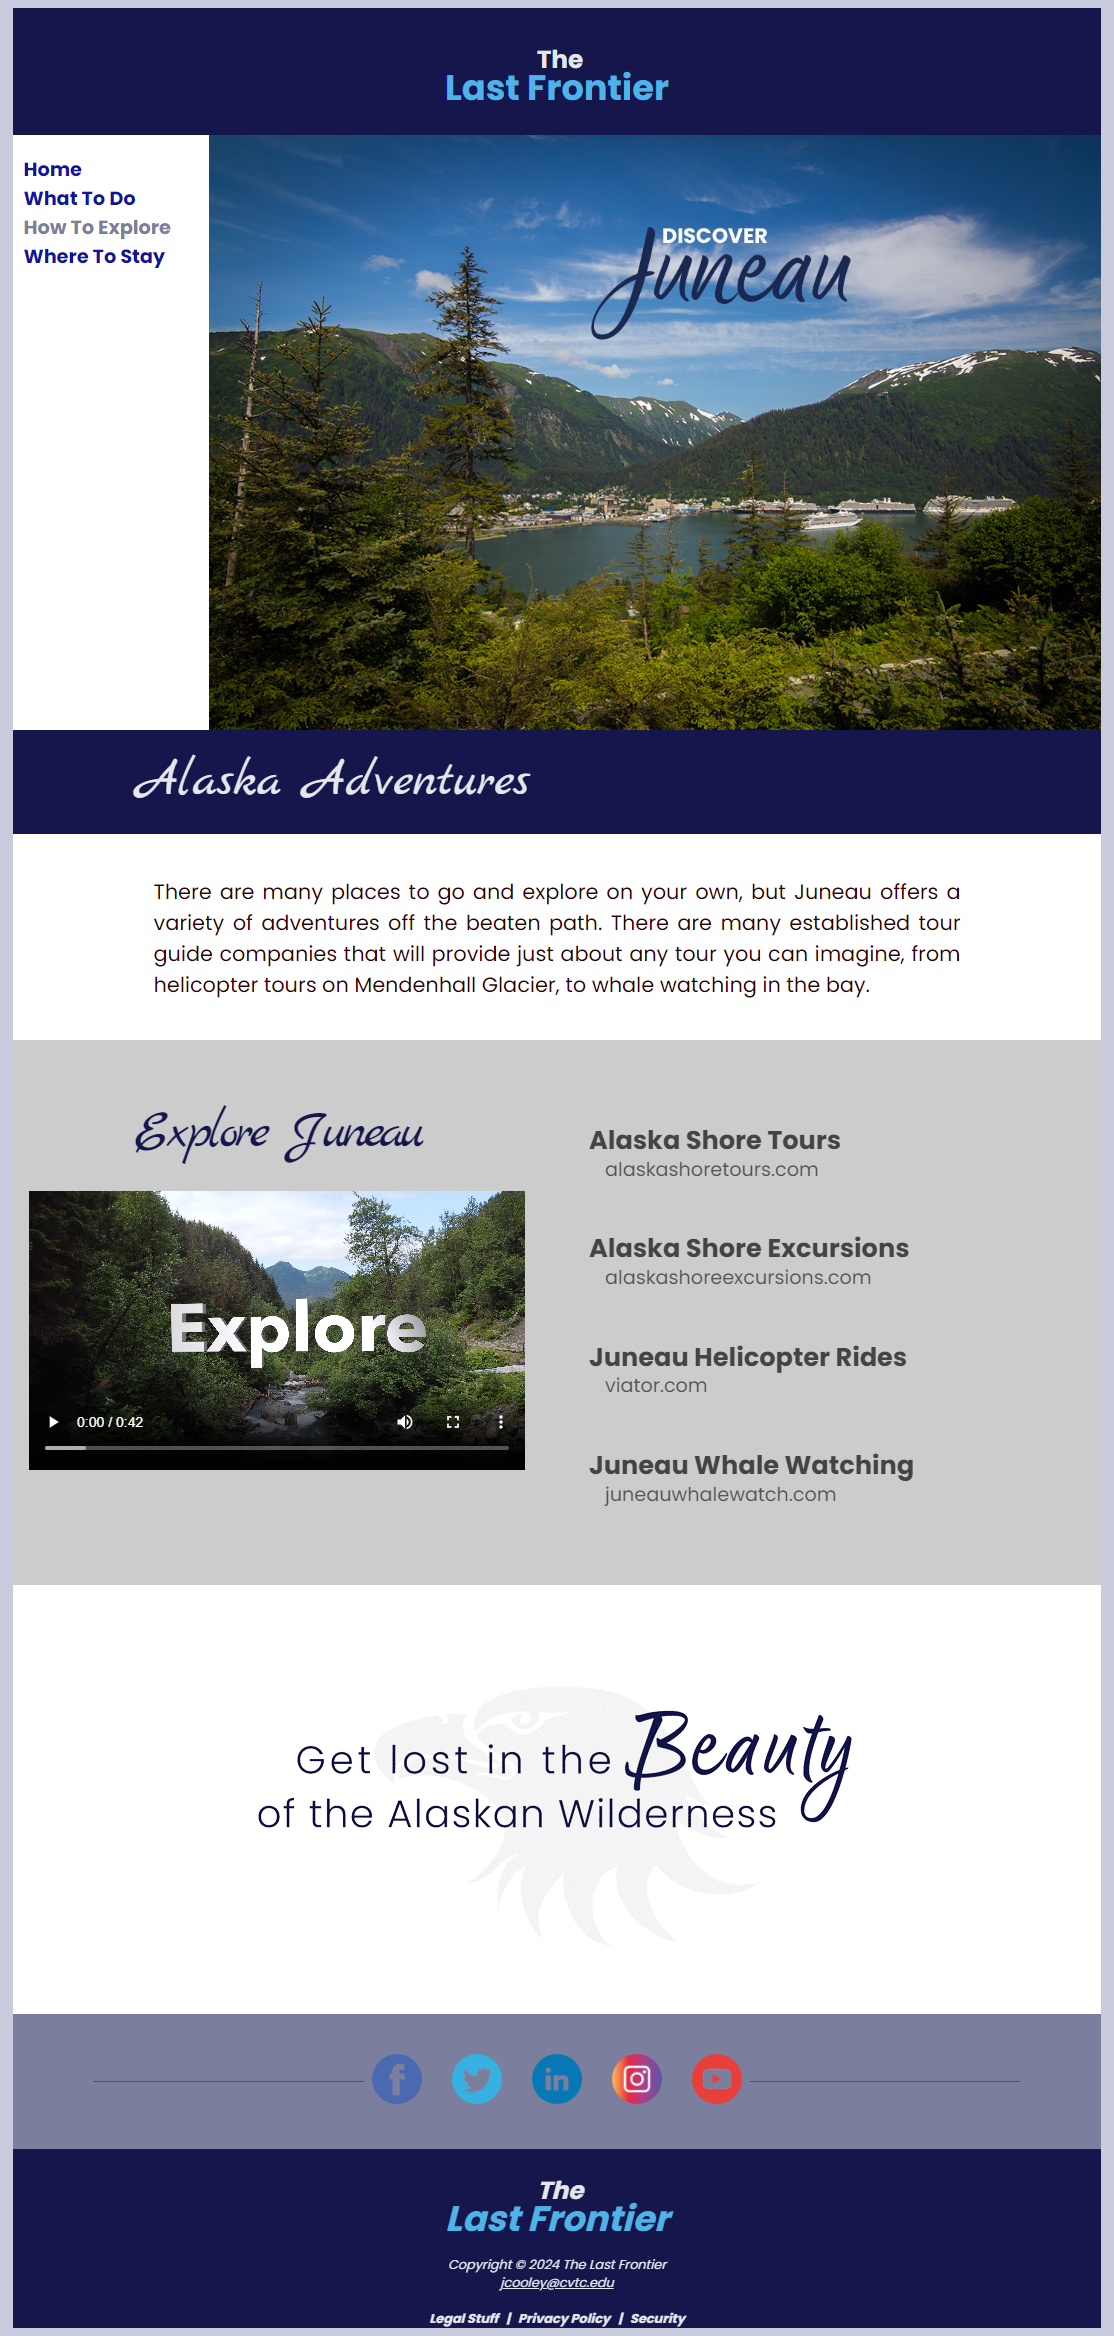 The
Last Frontier
Home
What To Do
How To Explore
Where To Stay
DISCOVER
Juneau
Alaska Adventures
There are many places to go and explore on your own, but Juneau offers a
variety of adventures off the beaten path. There are many established tour
guide companies that will provide just about any tour you can imagine, from
helicopter tours on Mendenhall Glacier, to whale watching in the bay.
Explore Juneau
Explore
0:00 / 0:42
Alaska Shore Tours
alaskashoretours.com
Alaska Shore Excursions
alaskashoreexcursions.com
Juneau Helicopter Rides
viator.com
Juneau Whale Watching
juneauwhalewatch.com
Get lost in the Beauty
of the Alaskan Wilderness
f
in
The
Last Frontier
Copyright © 2024 The Last Frontier
jcooley@cvtc.edu
Legal Stuff | Privacy Policy | Security